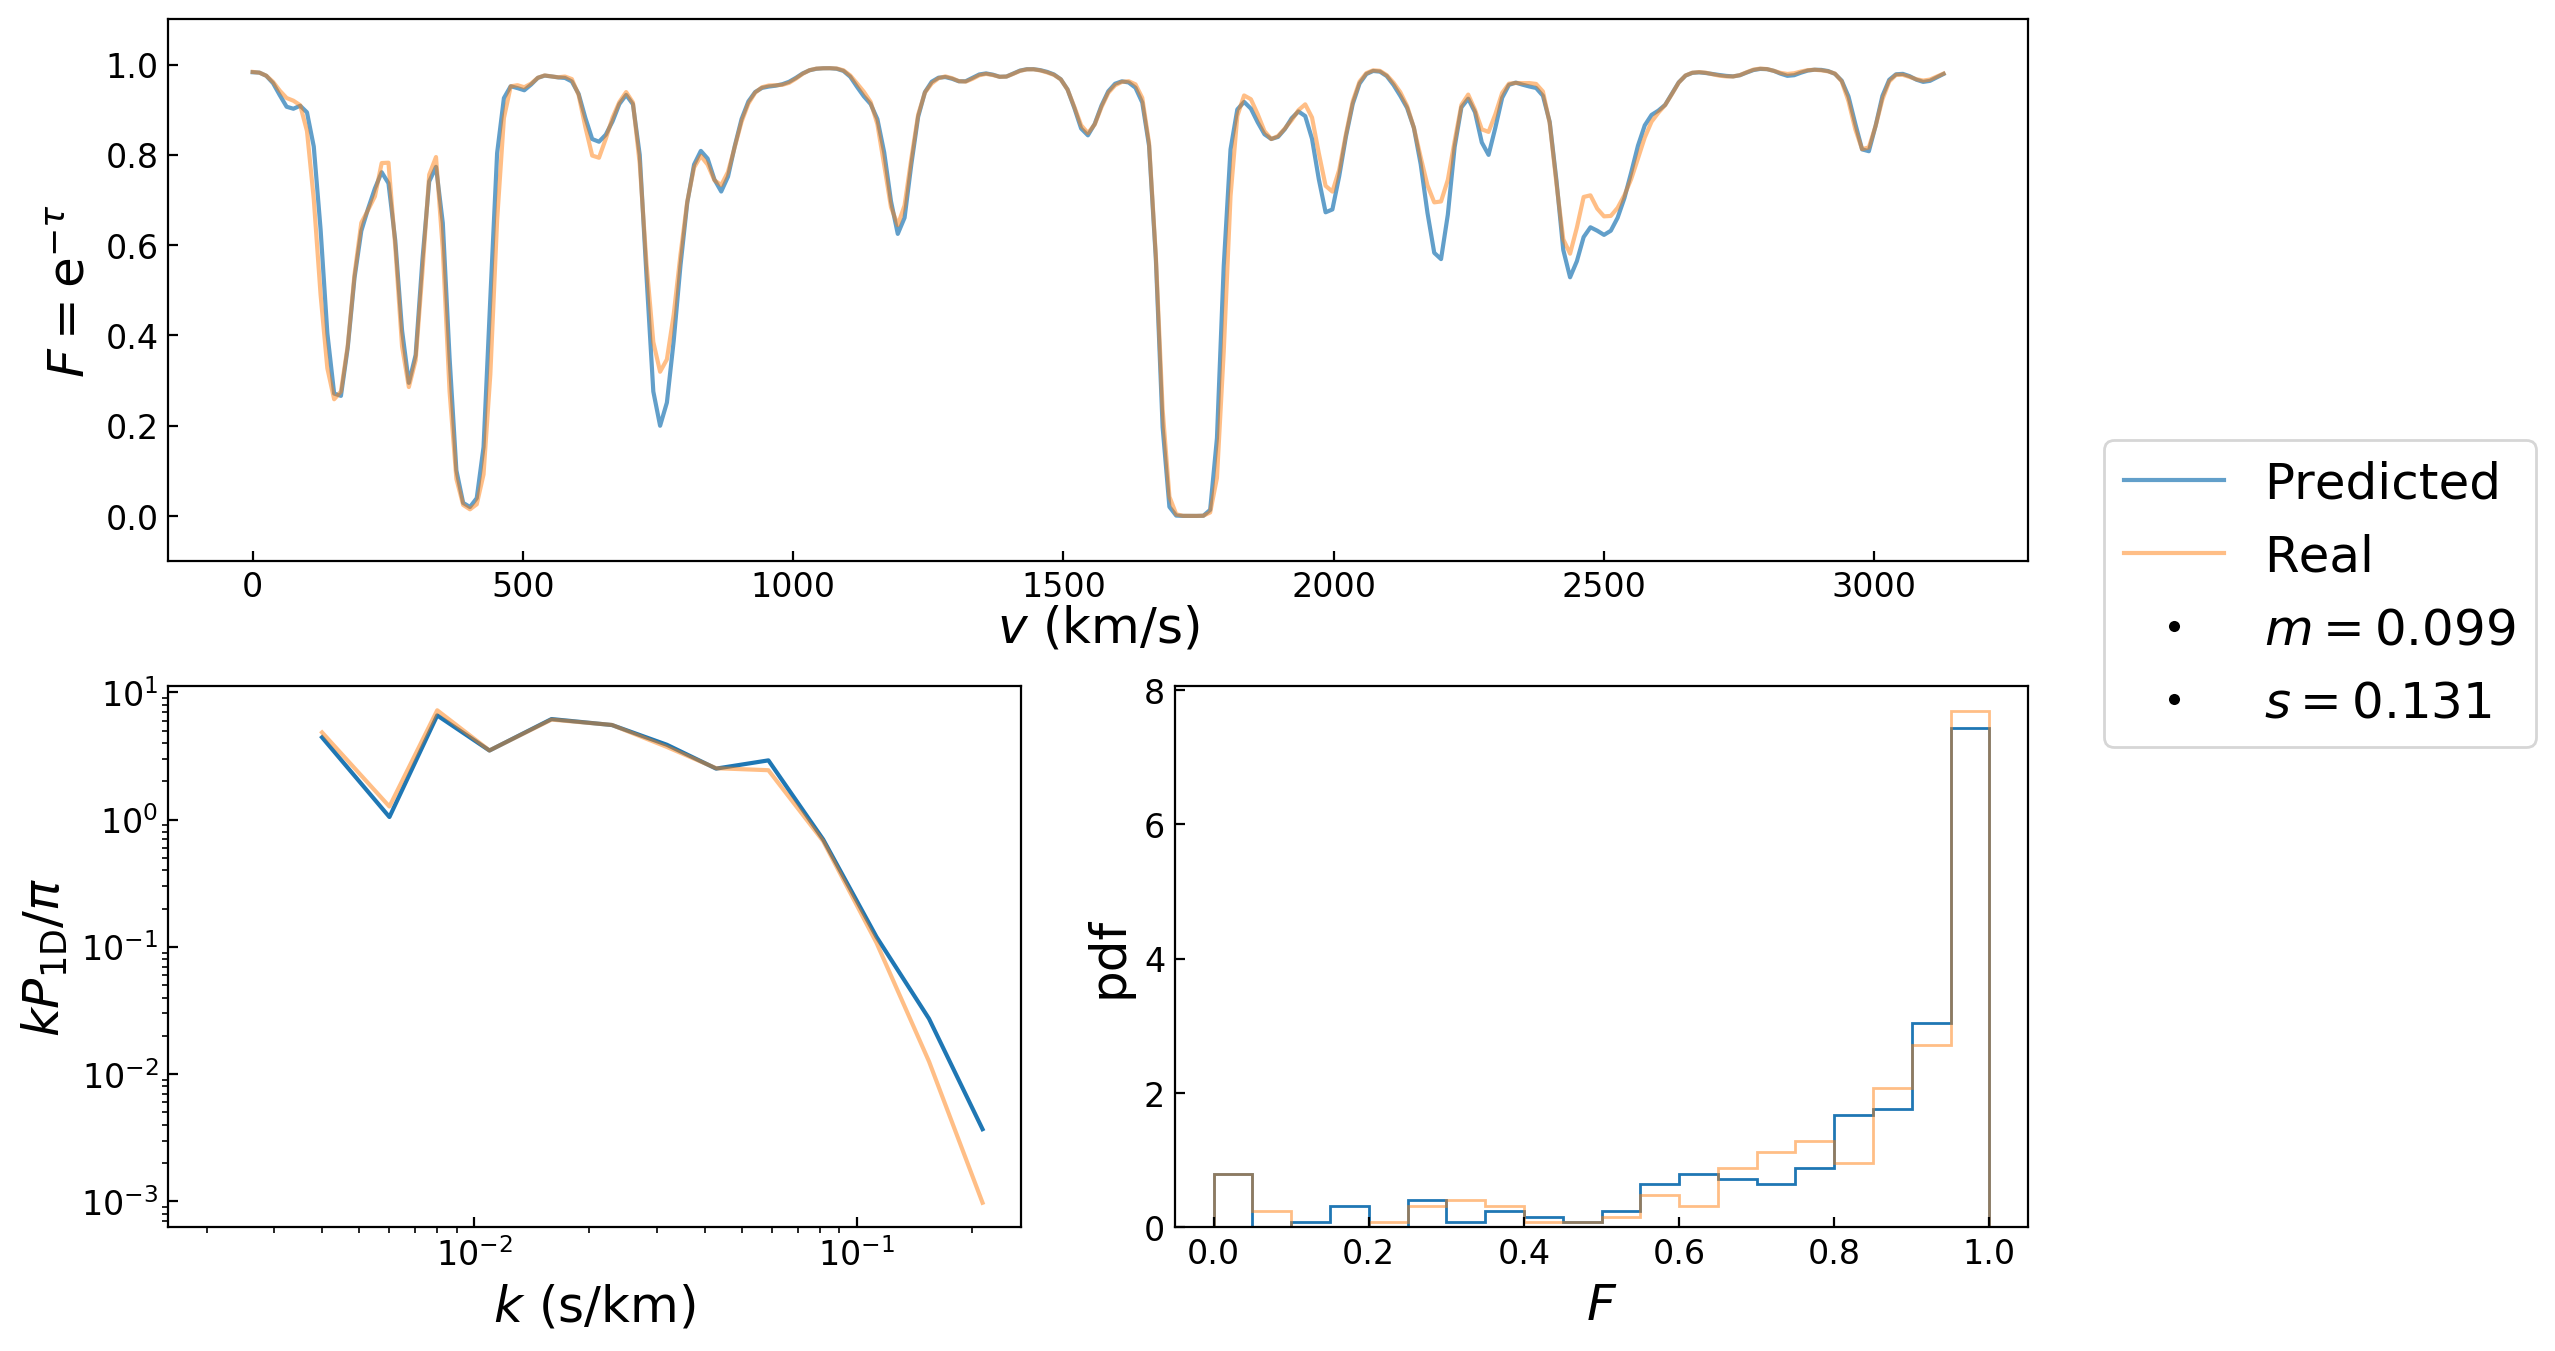 1.0
0.8
0.6
0.4
0.2
0.0
F = e^{−τ}
0 500 1000 1500 2000 2500 3000
v (km/s)
Predicted
Real
m = 0.099
s = 0.131
10^1
10^0
10^{−1}
10^{−2}
10^{−3}
kP_{1D}/π
10^{−2} 10^{−1}
k (s/km)
8
6
4
2
0
pdf
0.0 0.2 0.4 0.6 0.8 1.0
F